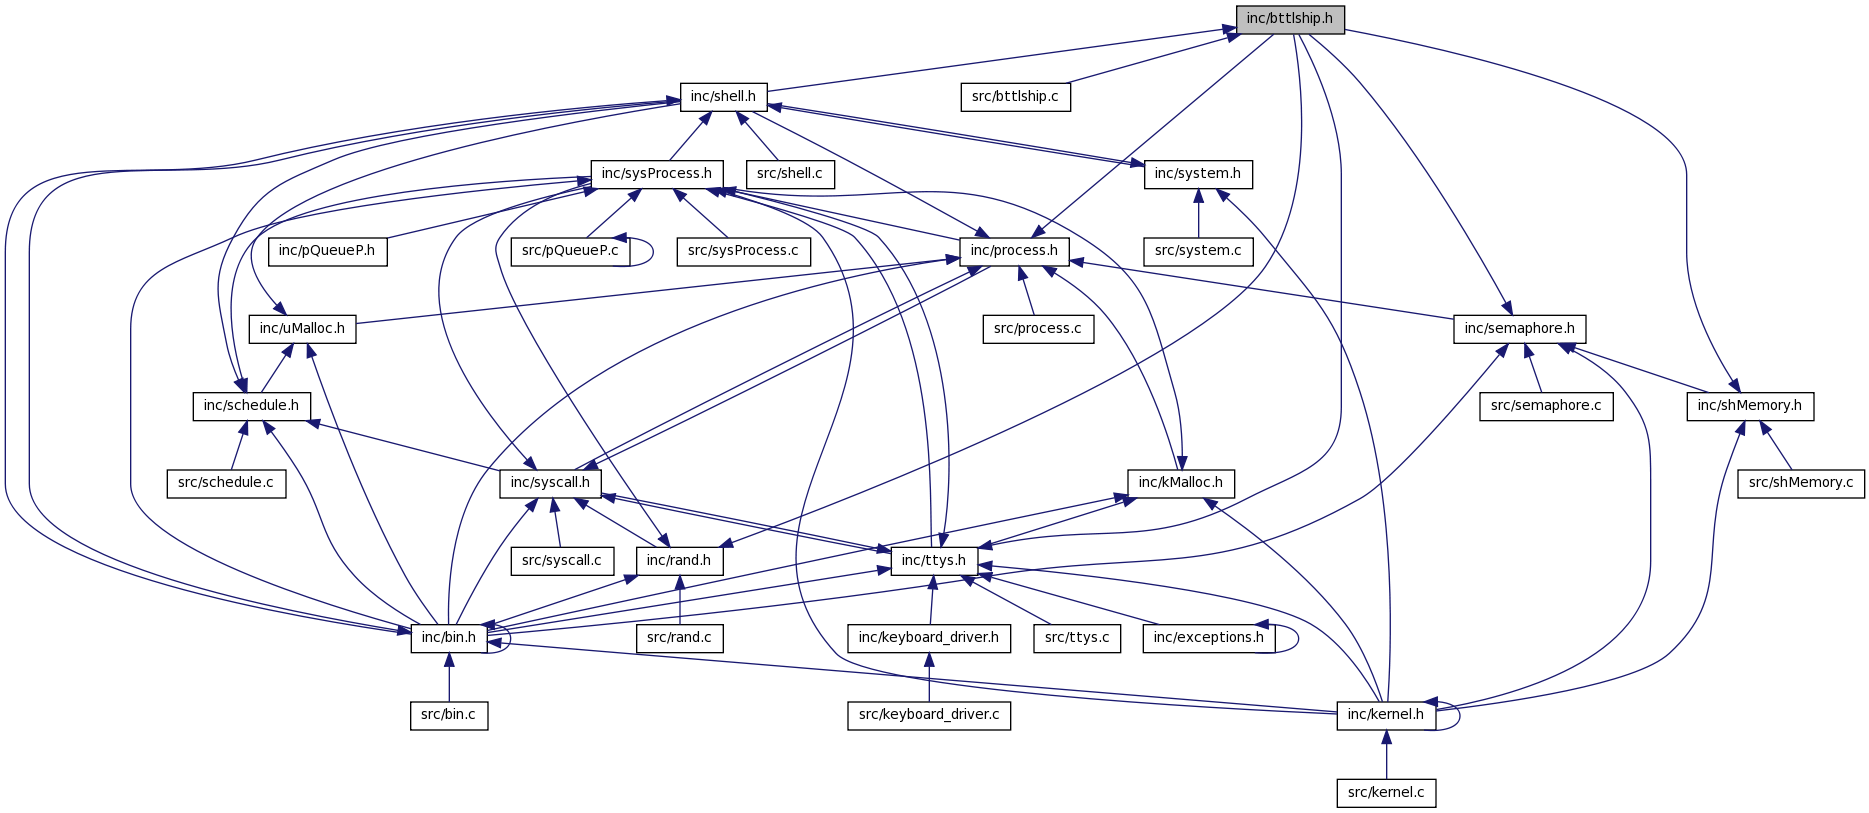 inc/bttlship.h
inc/shell.h
src/bttlship.c
inc/sysProcess.h
src/shell.c
inc/system.h
inc/pQueueP.h
src/pQueueP.c
src/sysProcess.c
inc/process.h
src/system.c
inc/uMalloc.h
src/process.c
inc/semaphore.h
inc/schedule.h
src/semaphore.c
inc/shMemory.h
src/schedule.c
inc/syscall.h
inc/kMalloc.h
src/shMemory.c
src/syscall.c
inc/rand.h
inc/ttys.h
inc/bin.h
src/rand.c
inc/keyboard_driver.h
src/ttys.c
inc/exceptions.h
src/bin.c
src/keyboard_driver.c
inc/kernel.h
src/kernel.c